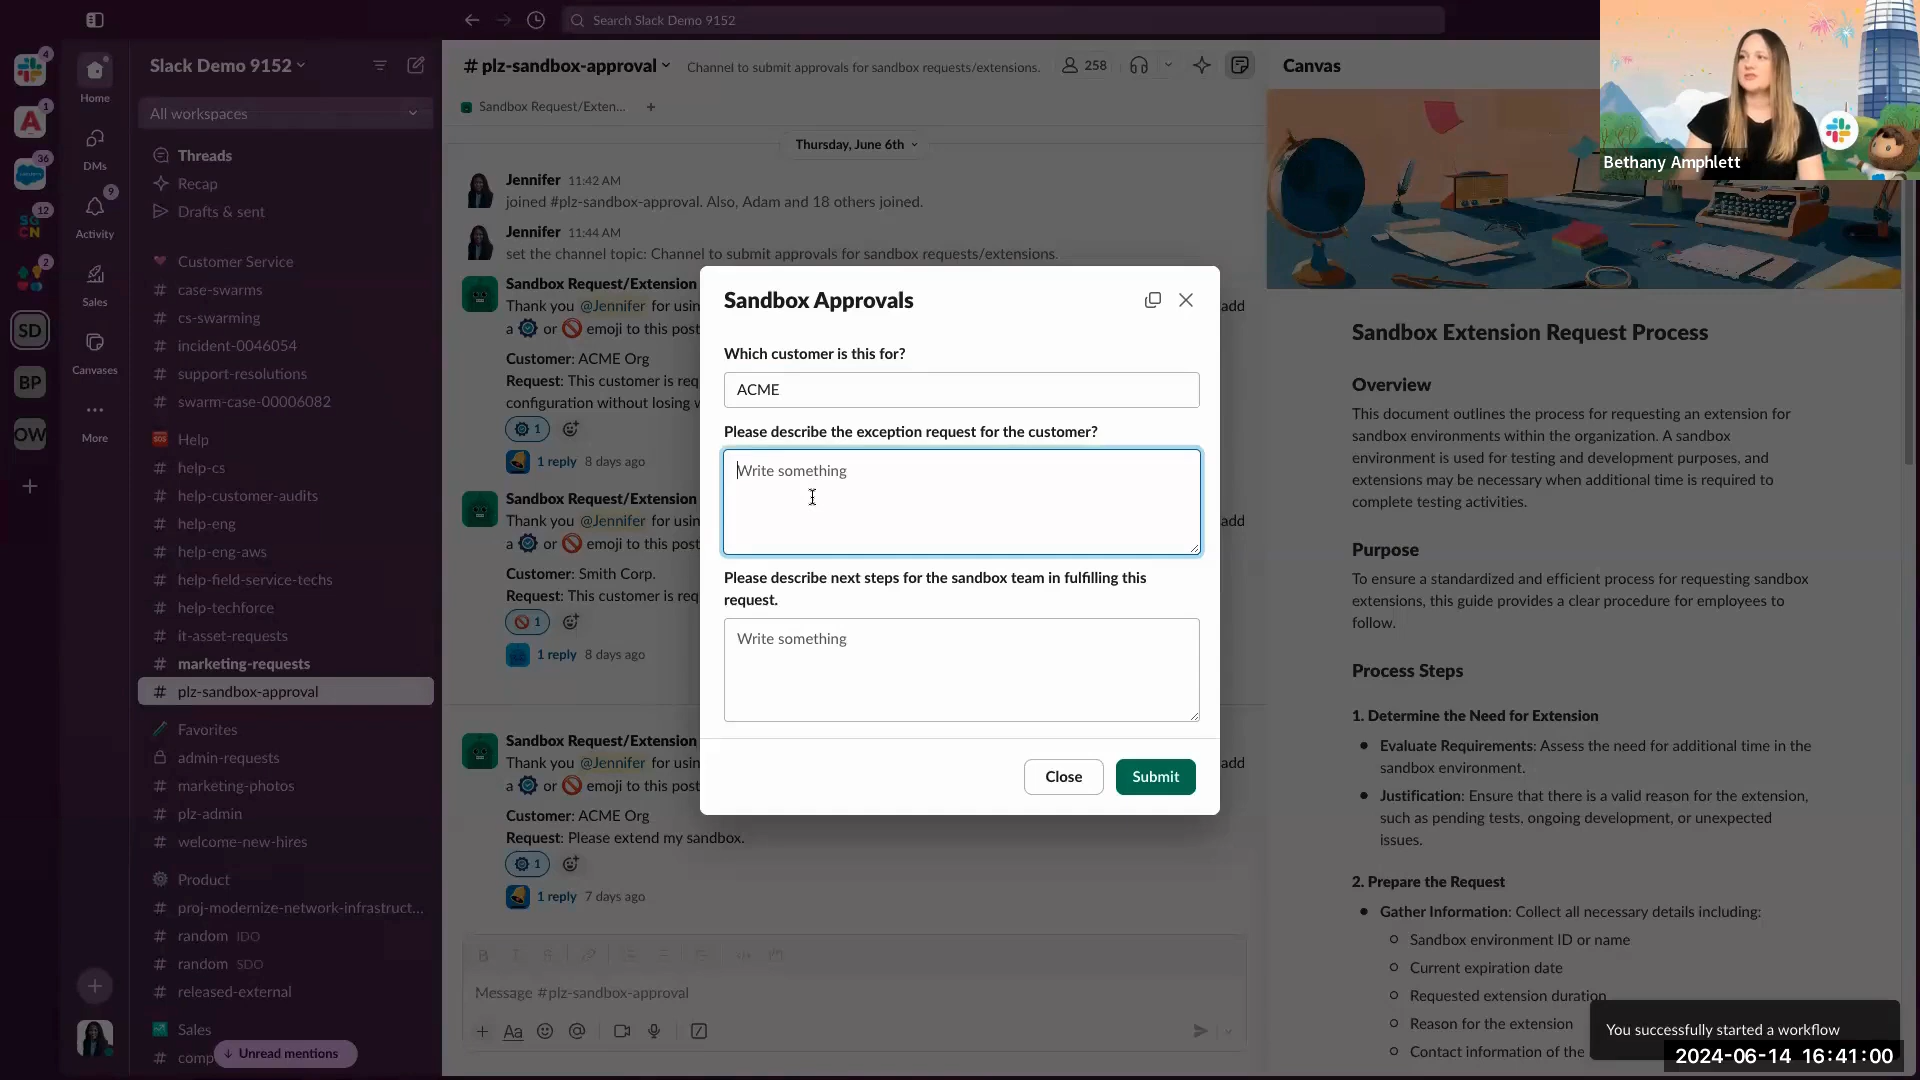 Search Slack Demo 9152
4
1
36
12
2
SD
BP
OW
Home
DMs
9
Activity
Sales
Canvases
More
Slack Demo 9152
All workspaces
Threads
Recap
Drafts & sent
Customer Service
# case-swarms
# cs-swarming
# incident-0046054
# support-resolutions
# swarm-case-00006082
Help
# help-cs
# help-customer-audits
# help-eng
# help-eng-aws
# help-field-service-techs
# help-techforce
# it-asset-requests
# marketing-requests
# plz-sandbox-approval
Favorites
admin-requests
# marketing-photos
# plz-admin
# welcome-new-hires
Product
# proj-modernize-network-infrastruct...
# random IDO
# random SDO
# released-external
Sales
# comp
Unread mentions
# plz-sandbox-approval
Channel to submit approvals for sandbox requests/extensions.
258
Sandbox Request/Exten...
Thursday, June 6th
Jennifer 11:42 AM
joined #plz-sandbox-approval. Also, Adam and 18 others joined.
Jennifer 11:44 AM
set the channel topic: Channel to submit approvals for sandbox requests/extensions.
Sandbox Request/Extension
Thank you @Jennifer for usin
add
a or emoji to this post
Customer: ACME Org
Request: This customer is req
configuration without losing w
1
1 reply 8 days ago
Sandbox Request/Extension
Thank you @Jennifer for usin
add
a or emoji to this post
Customer: Smith Corp.
Request: This customer is req
1
1 reply 8 days ago
Sandbox Request/Extension
Thank you @Jennifer for usin
add
a or emoji to this post
Customer: ACME Org
Request: Please extend my sandbox.
1
1 reply 7 days ago
Message #plz-sandbox-approval
Aa
Sandbox Approvals
Which customer is this for?
ACME
Please describe the exception request for the customer?
Write something
Please describe next steps for the sandbox team in fulfilling this
request.
Write something
Close
Submit
Canvas
Bethany Amphlett
Sandbox Extension Request Process
Overview
This document outlines the process for requesting an extension for
sandbox environments within the organization. A sandbox
environment is used for testing and development purposes, and
extensions may be necessary when additional time is required to
complete testing activities.
Purpose
To ensure a standardized and efficient process for requesting sandbox
extensions, this guide provides a clear procedure for employees to
follow.
Process Steps
1. Determine the Need for Extension
Evaluate Requirements: Assess the need for additional time in the
sandbox environment.
Justification: Ensure that there is a valid reason for the extension,
such as pending tests, ongoing development, or unexpected
issues.
2. Prepare the Request
Gather Information: Collect all necessary details including:
Sandbox environment ID or name
Current expiration date
Requested extension duration
Reason for the extension
Contact information of the
You successfully started a workflow
2024-06-14 16:41:00